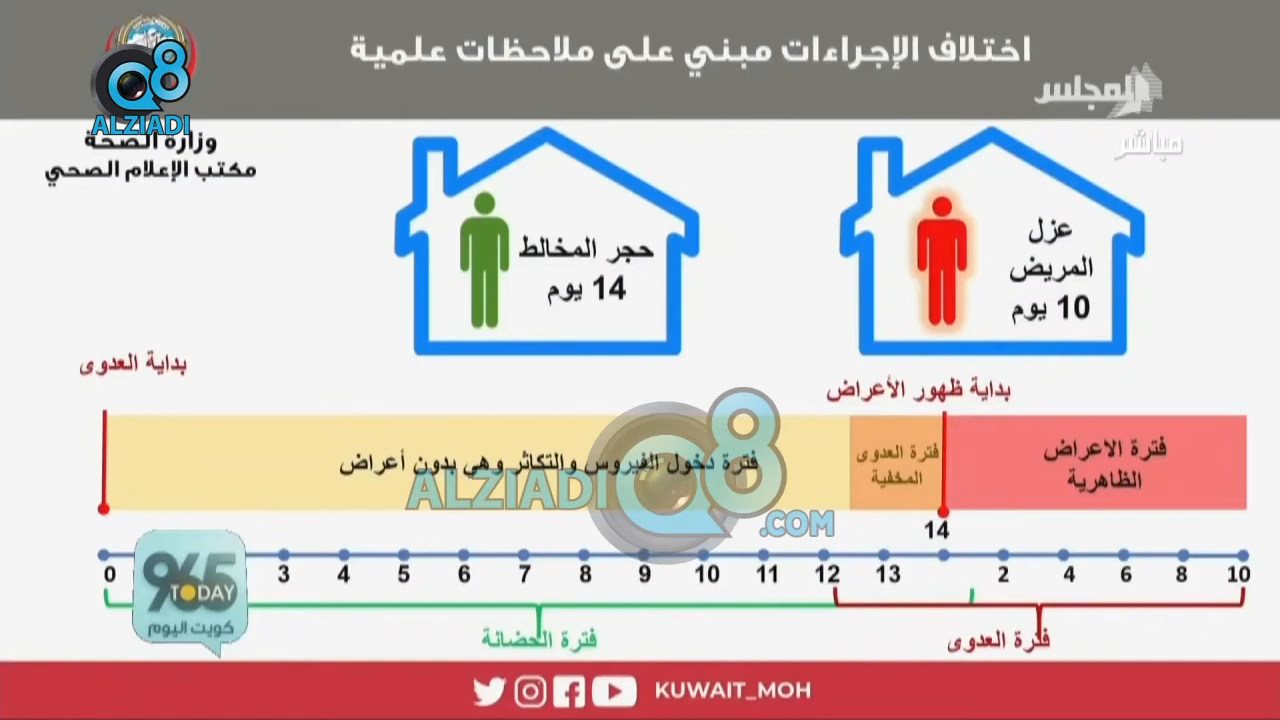 اختلاف الإجراءات مبني على ملاحظات علمية
المجلس
مباشر
Q8
ALZIADI
وزارة الصحة
مكتب الإعلام الصحي
عزل
المريض
10 يوم
حجر المخالط
14 يوم
بداية العدوى
بداية ظهور الأعراض
فترة دخول الفيروس والتكاثر وهي بدون أعراض
فترة العدوى
المخفية
فترة الاعراض
الظاهرية
ALZIADIQ8
.COM
14
0 3 4 5 6 7 8 9 10 11 12 13 2 4 6 8 10
965
TODAY
كويت اليوم
فترة الحضانة
فترة العدوى
KUWAIT_MOH